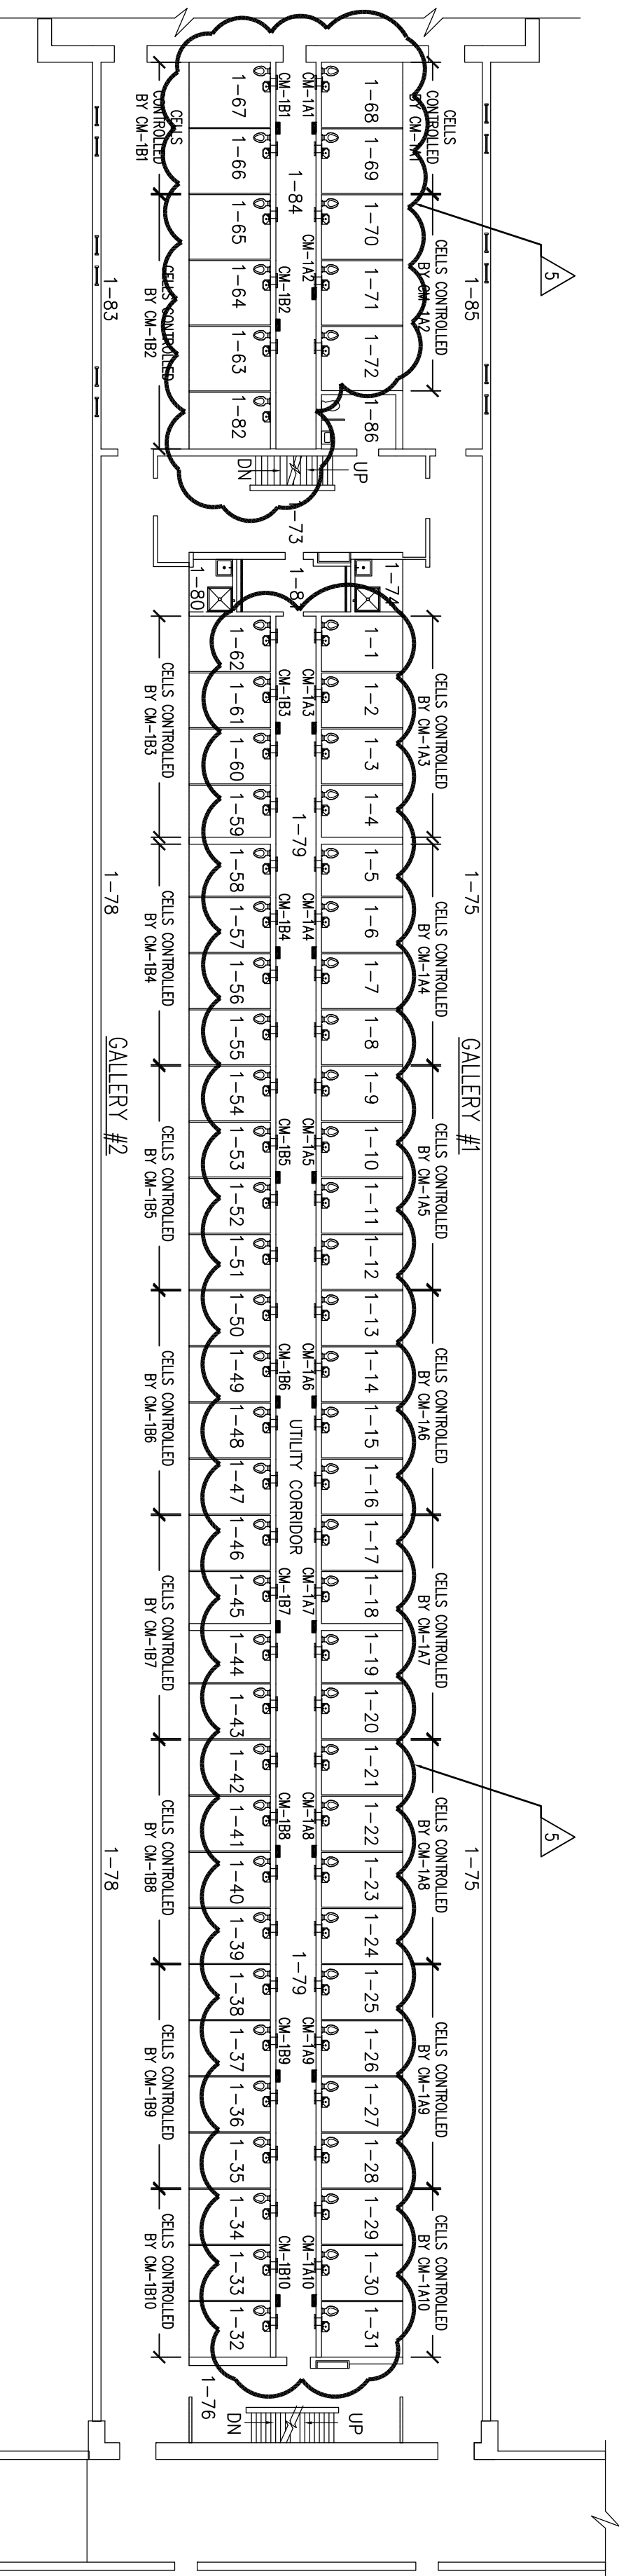 5
5
CELLS
CONTROLLED
BY CM-1A1
CELLS CONTROLLED
BY CM-1A2
1-85
1-68
1-69
1-70
1-71
1-72
1-86
CM-1A1
CM-1A2
1-84
CM-1B1
CM-1B2
1-67
1-66
1-65
1-64
1-63
1-82
CELLS
CONTROLLED
BY CM-1B1
CELLS CONTROLLED
BY CM-1B2
1-83
UP
DN
1-73
1-74
1-81
1-80
1-75
GALLERY #1
1-75
CELLS CONTROLLED
BY CM-1A3
CELLS CONTROLLED
BY CM-1A4
CELLS CONTROLLED
BY CM-1A5
CELLS CONTROLLED
BY CM-1A6
CELLS CONTROLLED
BY CM-1A7
CELLS CONTROLLED
BY CM-1A8
CELLS CONTROLLED
BY CM-1A9
CELLS CONTROLLED
BY CM-1A10
1-1
1-2
1-3
1-4
1-5
1-6
1-7
1-8
1-9
1-10
1-11
1-12
1-13
1-14
1-15
1-16
1-17
1-18
1-19
1-20
1-21
1-22
1-23
1-24
1-25
1-26
1-27
1-28
1-29
1-30
1-31
CM-1A3
CM-1A4
CM-1A5
CM-1A6
CM-1A7
CM-1A8
CM-1A9
CM-1A10
1-79
UTILITY CORRIDOR
1-79
CM-1B3
CM-1B4
CM-1B5
CM-1B6
CM-1B7
CM-1B8
CM-1B9
CM-1B10
1-62
1-61
1-60
1-59
1-58
1-57
1-56
1-55
1-54
1-53
1-52
1-51
1-50
1-49
1-48
1-47
1-46
1-45
1-44
1-43
1-42
1-41
1-40
1-39
1-38
1-37
1-36
1-35
1-34
1-33
1-32
CELLS CONTROLLED
BY CM-1B3
CELLS CONTROLLED
BY CM-1B4
CELLS CONTROLLED
BY CM-1B5
CELLS CONTROLLED
BY CM-1B6
CELLS CONTROLLED
BY CM-1B7
CELLS CONTROLLED
BY CM-1B8
CELLS CONTROLLED
BY CM-1B9
CELLS CONTROLLED
BY CM-1B10
1-78
GALLERY #2
1-78
UP
DN
1-76